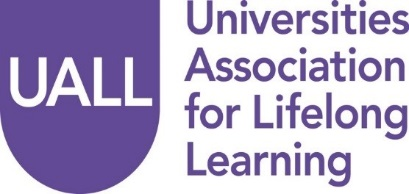 UALL
Universities
Association
for Lifelong
Learning